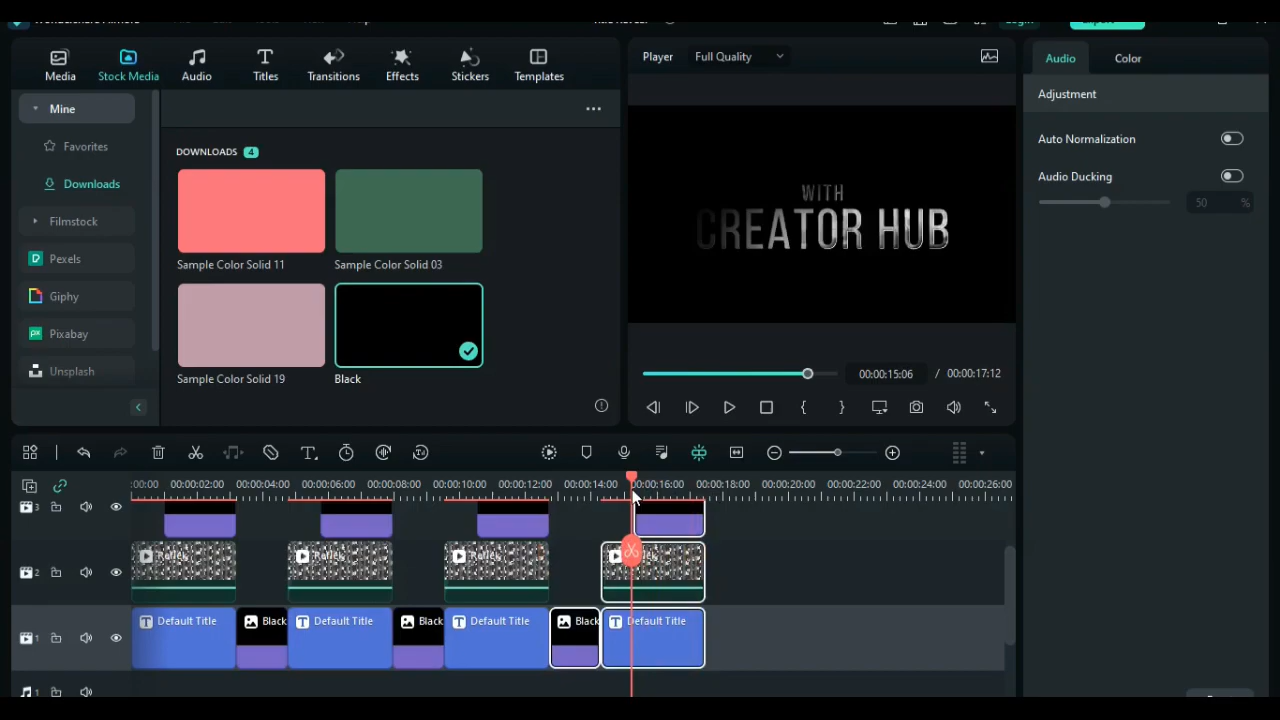 Media
Stock Media
Audio
Titles
Transitions
Effects
Stickers
Templates
Player
Full Quality
Audio
Color
Mine
Favorites
Downloads
Filmstock
Pexels
Giphy
Pixabay
Unsplash
DOWNLOADS 4
Sample Color Solid 11
Sample Color Solid 03
Sample Color Solid 19
Black
WITH
CREATOR HUB
00:00:15:06 / 00:00:17:12
Adjustment
Auto Normalization
Audio Ducking
50 %
:00:00 00:00:02:00 00:00:04:00 00:00:06:00 00:00:08:00 00:00:10:00 00:00:12:00 00:00:14:00 00:00:16:00 00:00:18:00 00:00:20:00 00:00:22:00 00:00:24:00 00:00:26:00
3
2
1
Default Title Black Default Title Black Default Title Black Default Title
1